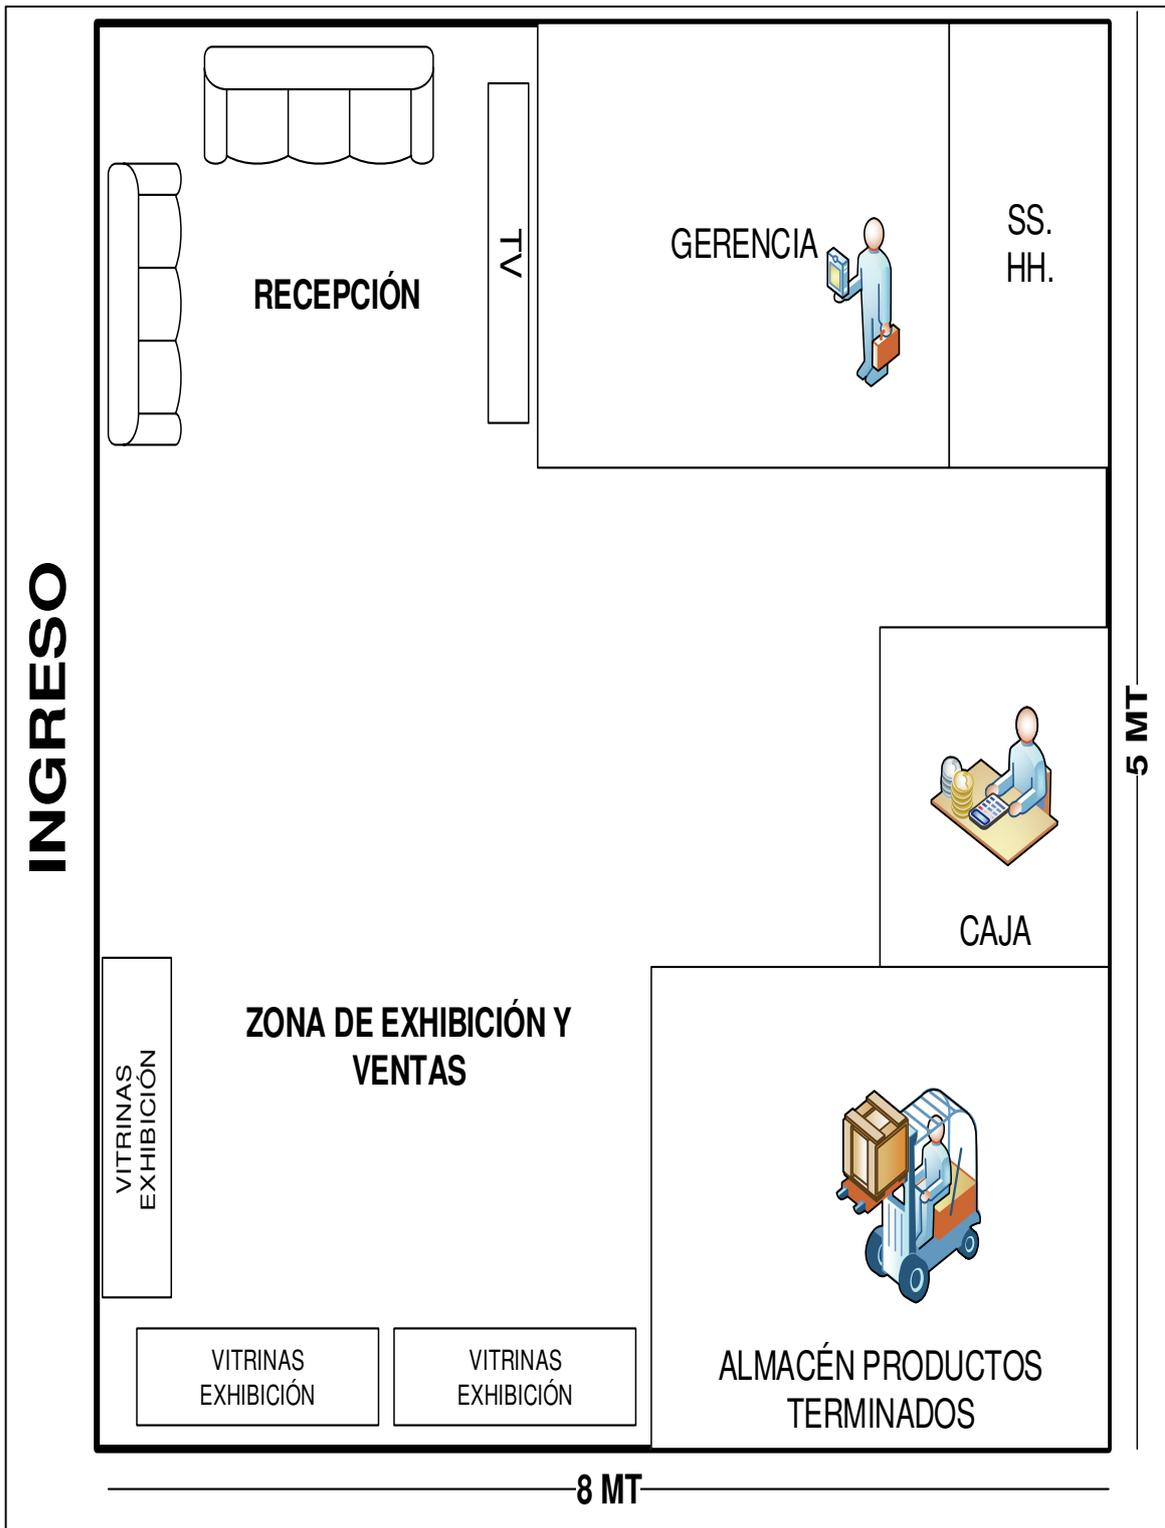 TV
GERENCIA
SS.
HH.
RECEPCIÓN
INGRESO
5 MT
CAJA
ZONA DE EXHIBICIÓN Y
VENTAS
VITRINAS
EXHIBICIÓN
VITRINAS
EXHIBICIÓN
VITRINAS
EXHIBICIÓN
ALMACÉN PRODUCTOS
TERMINADOS
8 MT